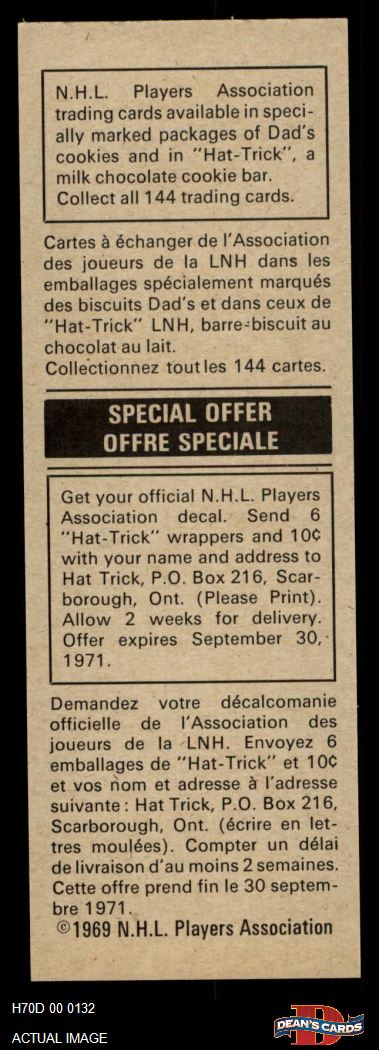 N.H.L. Players Association
trading cards available in speci-
ally marked packages of Dad's
cookies and in "Hat-Trick", a
milk chocolate cookie bar.
Collect all 144 trading cards.
Cartes à échanger de l'Association
des joueurs de la LNH dans les
emballages spécialement marqués
des biscuits Dad's et dans ceux de
"Hat-Trick" LNH, barre-biscuit au
chocolat au lait.
Collectionnez tout les 144 cartes.
SPECIAL OFFER
OFFRE SPECIALE
Get your official N.H.L. Players
Association decal. Send 6
"Hat-Trick" wrappers and 10¢
with your name and address to
Hat Trick, P.O. Box 216, Scar-
borough, Ont. (Please Print).
Allow 2 weeks for delivery.
Offer expires September 30,
1971.
Demandez votre décalcomanie
officielle de l'Association des
joueurs de la LNH. Envoyez 6
emballages de "Hat-Trick" et 10¢
et vos nom et adresse à l'adresse
suivante : Hat Trick, P.O. Box 216,
Scarborough, Ont. (écrire en let-
tres moulées). Compter un délai
de livraison d'au moins 2 semaines.
Cette offre prend fin le 30 septem-
bre 1971.
©1969 N.H.L. Players Association
H70D 00 0132
ACTUAL IMAGE
D
DEAN'S CARDS